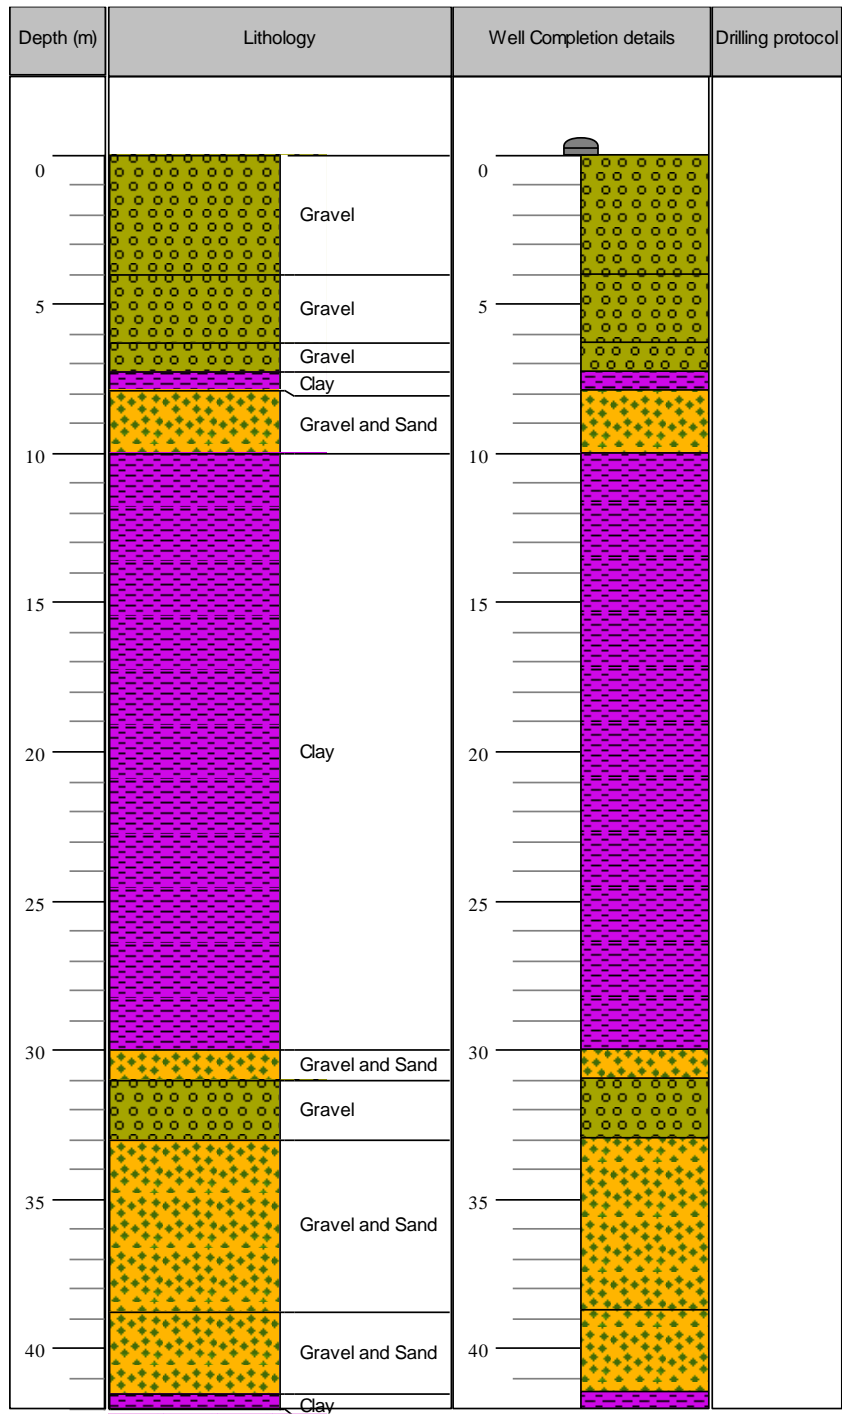 Depth (m) Lithology Well Completion details Drilling protocol
0 0
Gravel
5 Gravel 5
Gravel
Clay
Gravel and Sand
10 10
15 15
20 Clay 20
25 25
30 30
Gravel and Sand
Gravel
35 35
Gravel and Sand
40 Gravel and Sand 40
Clay